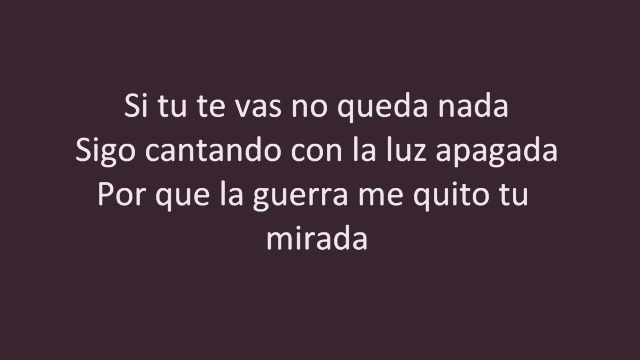 Si tu te vas no queda nada
Sigo cantando con la luz apagada
Por que la guerra me quito tu
mirada